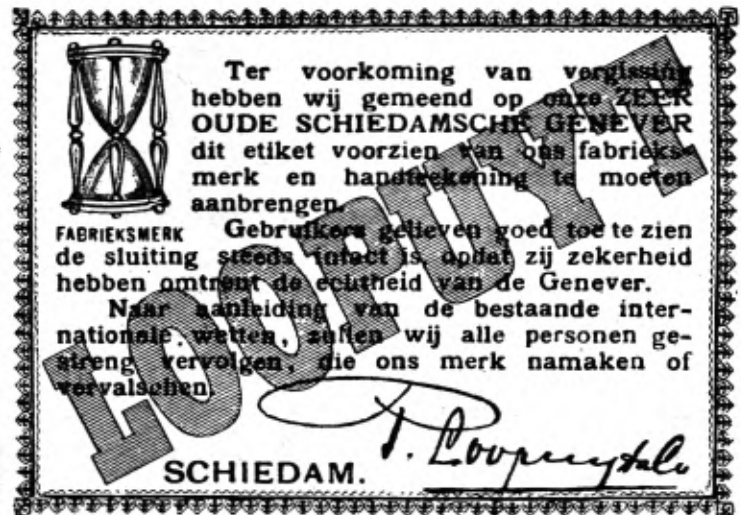 Ter voorkoming van vergissing
hebben wij gemeend op onze ZEER
OUDE SCHIEDAMSCHE GENEVER
dit etiket voorzien van ons fabrieks-
merk en handteekening te moeten
aanbrengen.
FABRIEKSMERK
Gebruikers gelieven goed toe te zien
de sluiting steeds intact is, opdat zij zekerheid
hebben omtrent de echtheid van de Genever.
Naar aanleiding van de bestaande inter-
nationale wetten, zullen wij alle personen ge-
streng vervolgen, die ons merk namaken of
vervalschen.
LOOPUYT
SCHIEDAM.
P. Loopuyt &Co